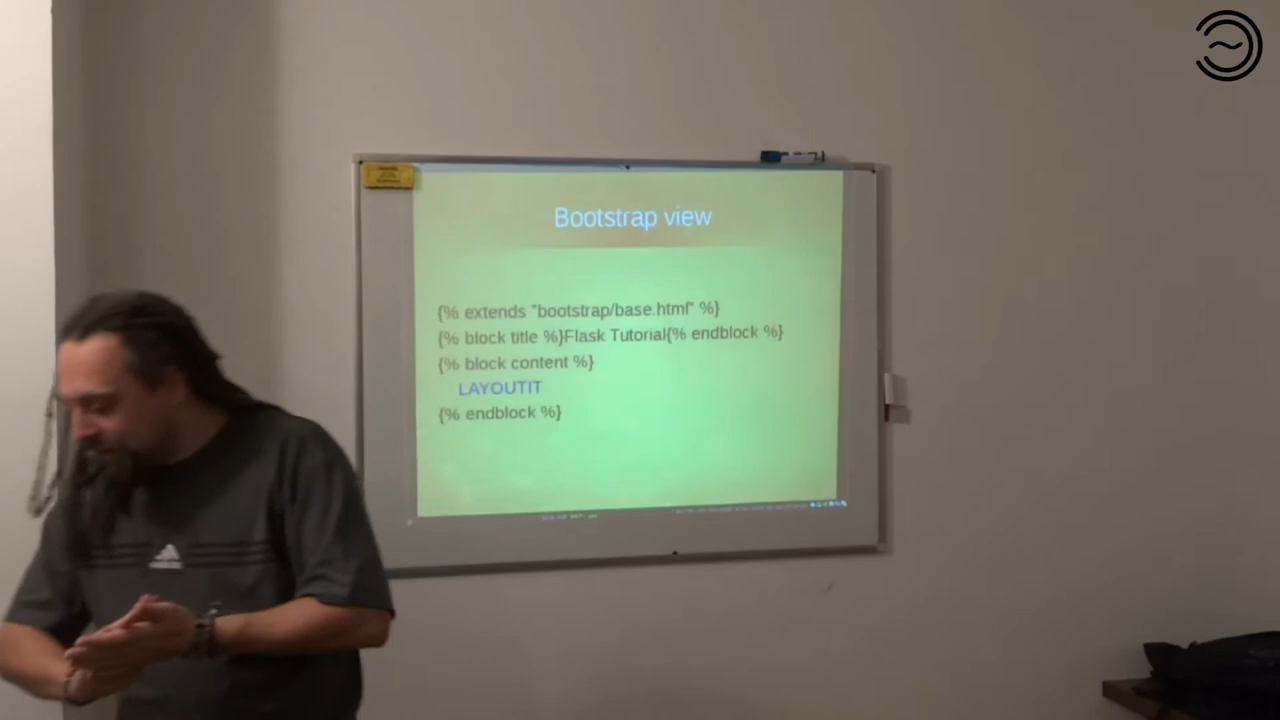 Bootstrap view
{% extends "bootstrap/base.html" %}
{% block title %}Flask Tutorial{% endblock %}
{% block content %}
LAYOUTIT
{% endblock %}